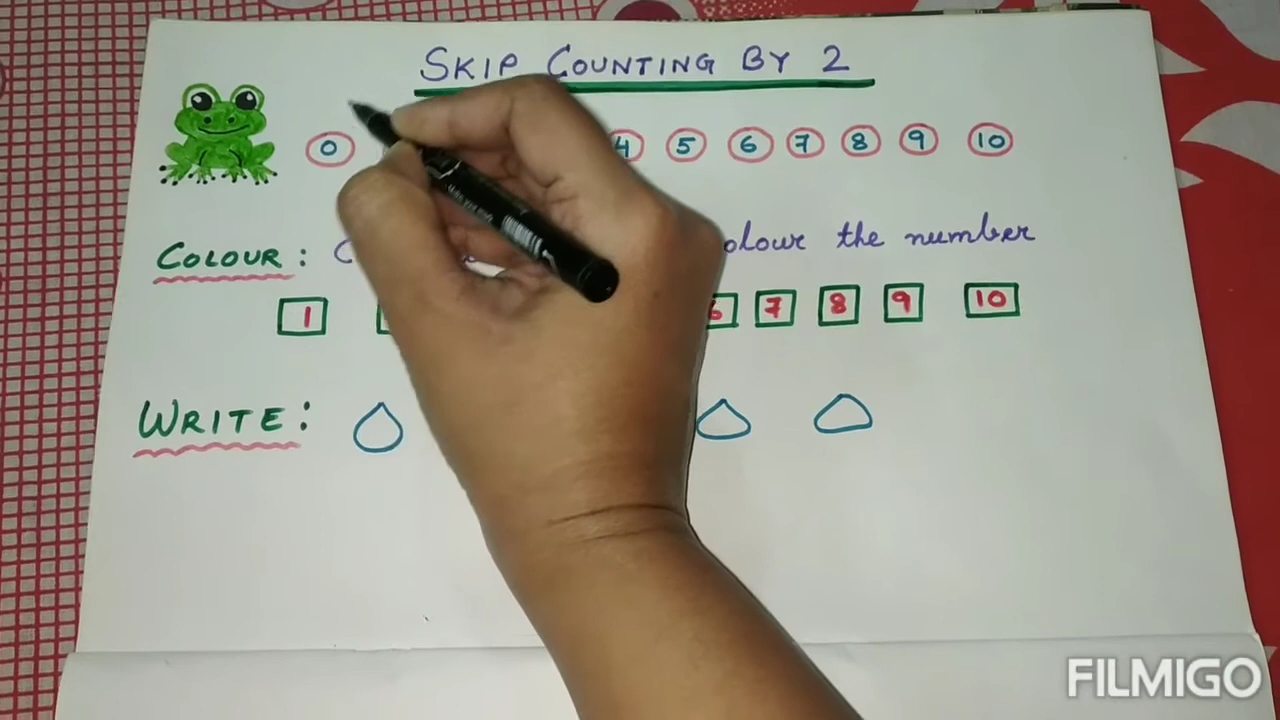 SKIP COUNTING BY 2
0 4 5 6 7 8 9 10
COLOUR : the number
1 6 7 8 9 10
WRITE :
FILMIGO